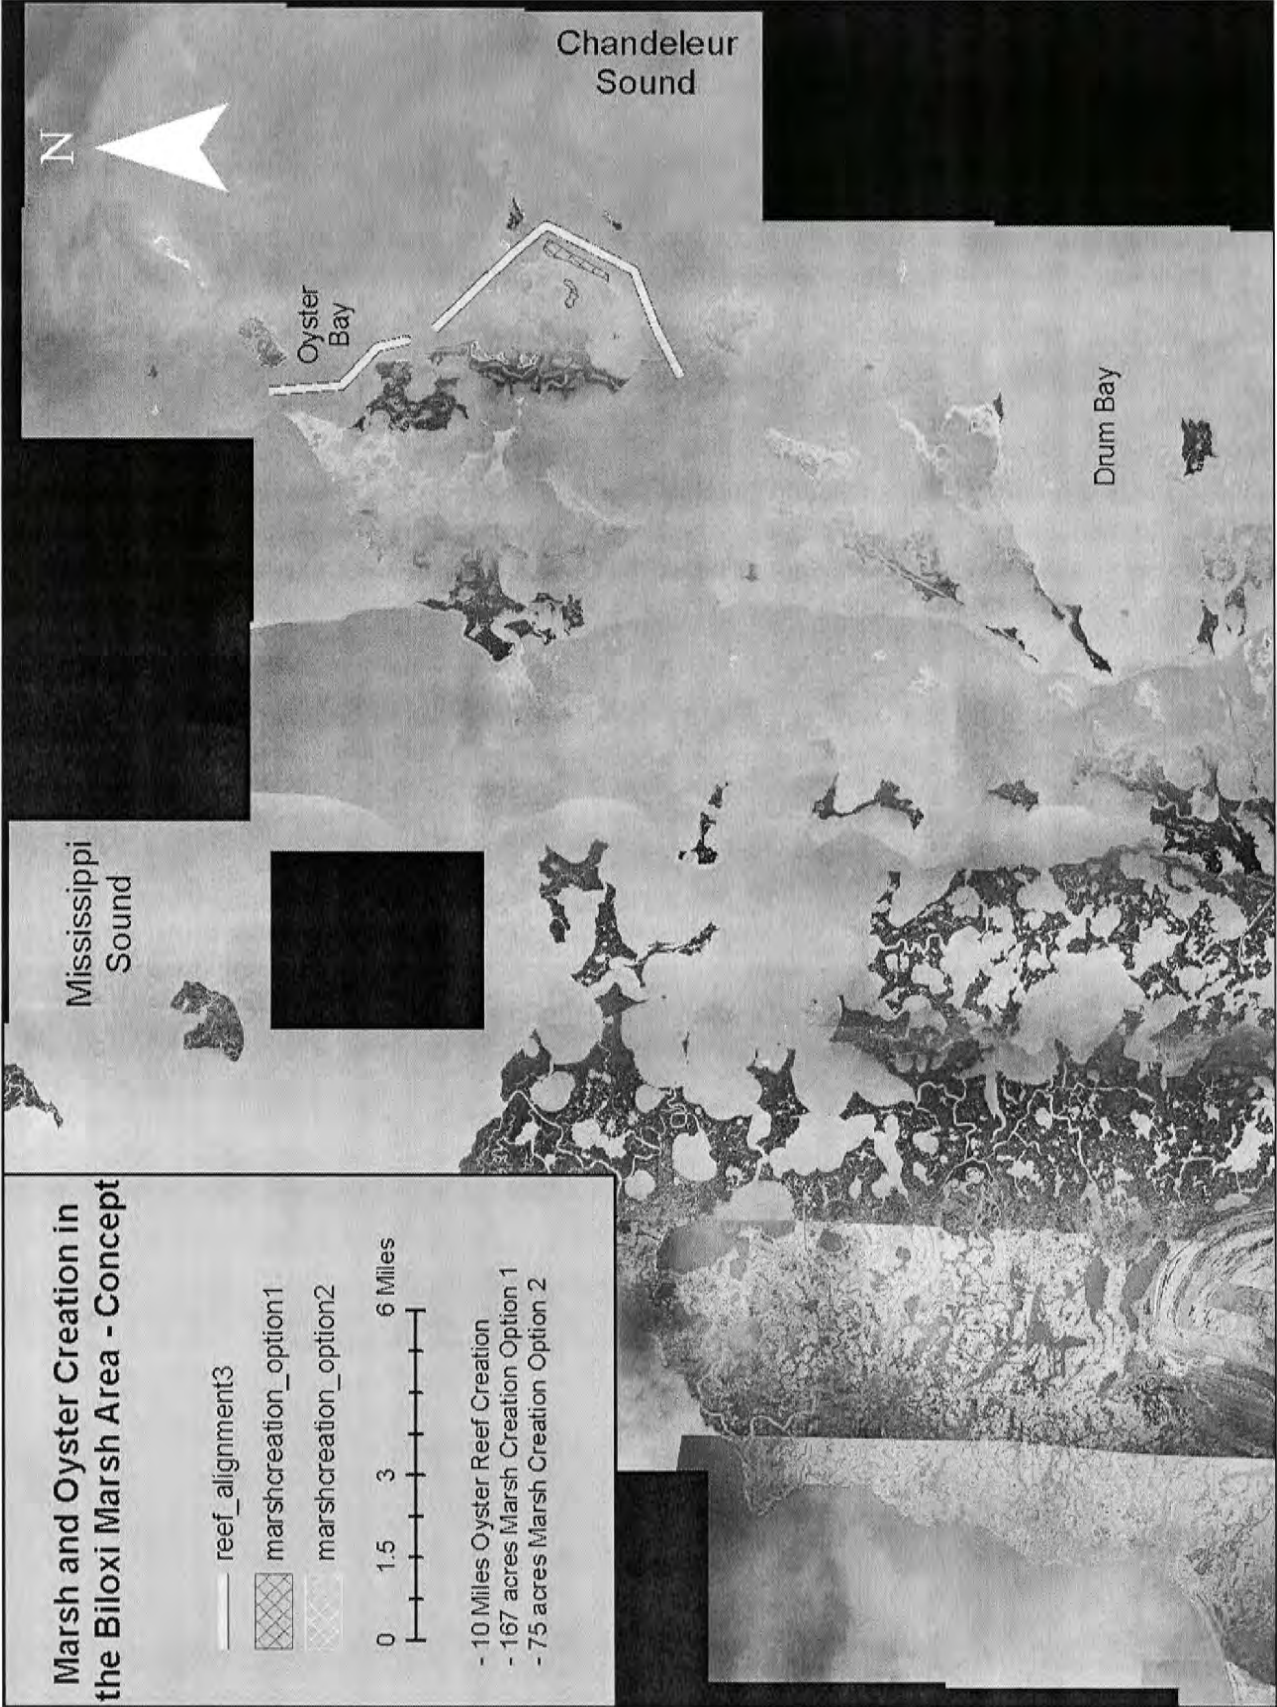 Marsh and Oyster Creation in
the Biloxi Marsh Area - Concept
reef_alignment3
marshcreation_option1
marshcreation_option2
0 1.5 3 6 Miles
- 10 Miles Oyster Reef Creation
- 167 acres Marsh Creation Option 1
- 75 acres Marsh Creation Option 2
Mississippi
Sound
Oyster
Bay
N
Chandeleur
Sound
Drum Bay